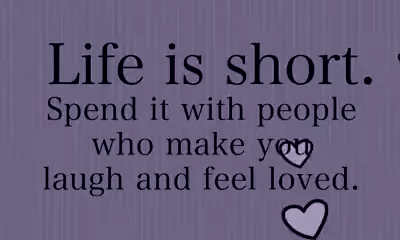 Life is short.
Spend it with people
who make you
laugh and feel loved.